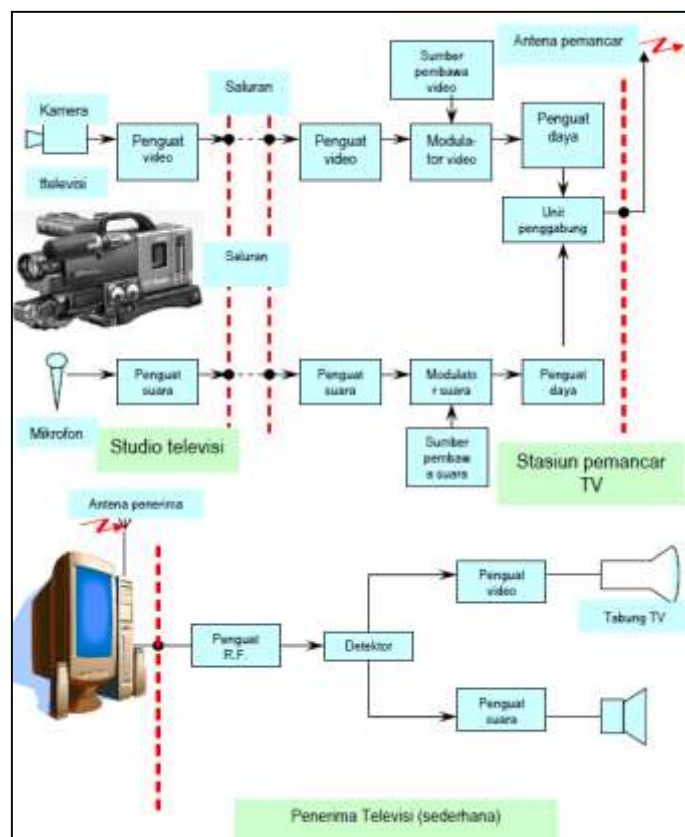 Antena pemancar
Sumber
pembawa
video
Saluran
Kamera
Penguat
video
Penguat
video
Modula-
tor video
Penguat
daya
ttelevisi
Unit
penggabung
Saluran
Penguat
suara
Penguat
suara
Modulato
r suara
Penguat
daya
Mikrofon
Studio televisi
Sumber
pembaw
a suara
Stasiun pemancar
TV
Antena penerima
Penguat
video
Tabung TV
Penguat
R.F.
Detektor
Penguat
suara
Penerima Televisi (sederhana)